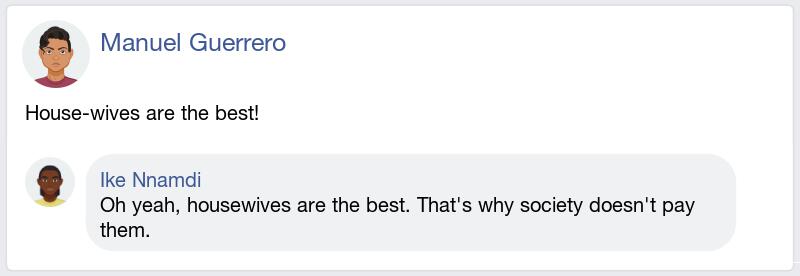 Manuel Guerrero
House-wives are the best!
Ike Nnamdi
Oh yeah, housewives are the best. That's why society doesn't pay
them.